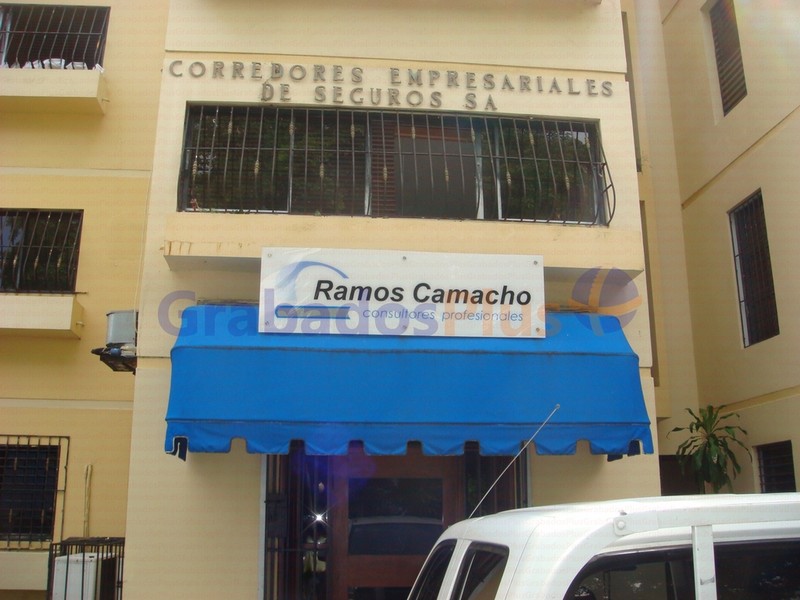 CORREDORES EMPRESARIALES
DE SEGUROS SA
Ramos Camacho
consultores profesionales
GrabadosPlus